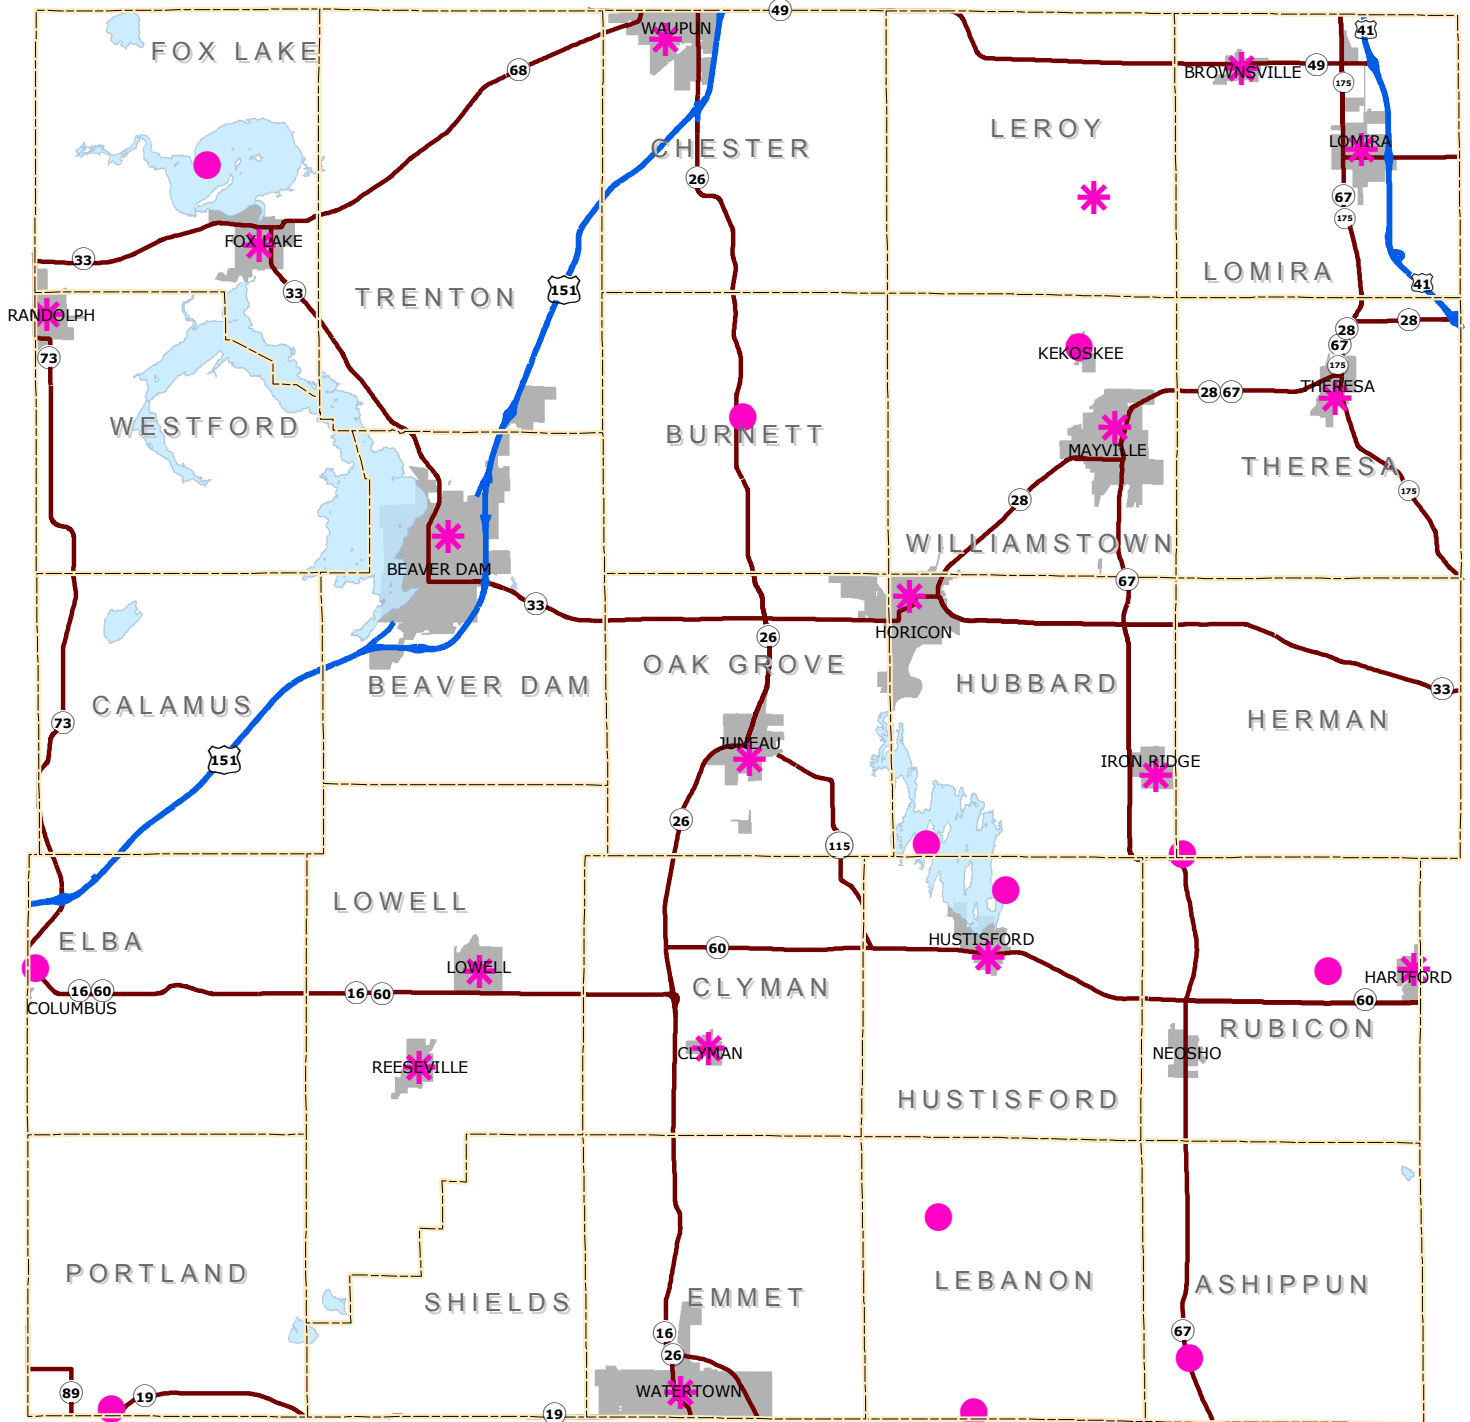 49
WAUPUN
41
FOX LAKE
68
49
BROWNSVILLE
175
LEROY
CHESTER
LOMIRA
26
67
175
FOX LAKE
33
LOMIRA
33
TRENTON
151
41
RANDOLPH
28
28
67
73
KEKOSKEE
175
THERESA
28
67
WESTFORD
BURNETT
MAYVILLE
THERESA
175
28
WILLIAMSTOWN
BEAVER DAM
67
33
HORICON
26
OAK GROVE
BEAVER DAM
HUBBARD
33
CALAMUS
HERMAN
73
JUNEAU
151
IRON RIDGE
26
115
LOWELL
ELBA
HUSTISFORD
60
LOWELL
HARTFORD
16
60
16
60
CLYMAN
60
COLUMBUS
RUBICON
CLYMAN
NEOSHO
REESEVILLE
HUSTISFORD
PORTLAND
LEBANON
ASHIPPUN
EMMET
SHIELDS
16
67
26
89
19
WATERTOWN
19